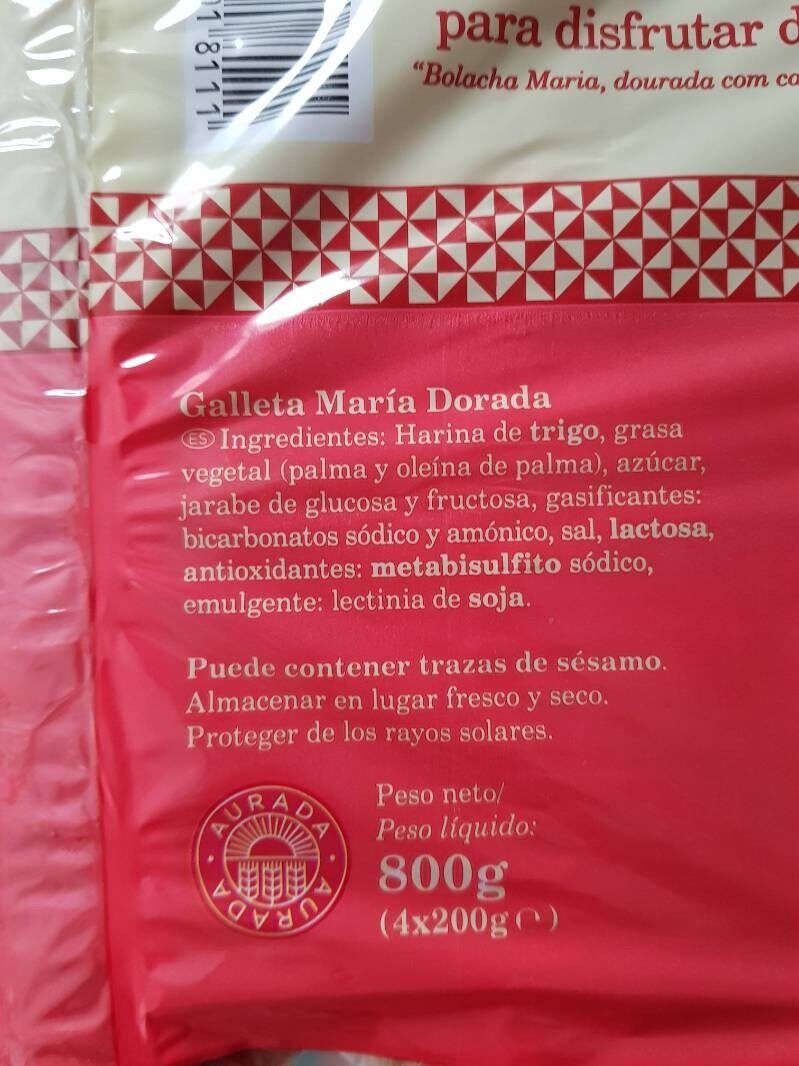 81111
para disfrutar
“Bolacha Maria, dourada com
Galleta María Dorada
ES Ingredientes: Harina de trigo, grasa
vegetal (palma y oleína de palma), azúcar,
jarabe de glucosa y fructosa, gasificantes:
bicarbonatos sódico y amónico, sal, lactosa,
antioxidantes: metabisulfito sódico,
emulgente: lectinia de soja.
Puede contener trazas de sésamo.
Almacenar en lugar fresco y seco.
Proteger de los rayos solares.
AURADA · AURADA · AURADA
Peso neto/
Peso líquido:
800g
(4x200g℮)